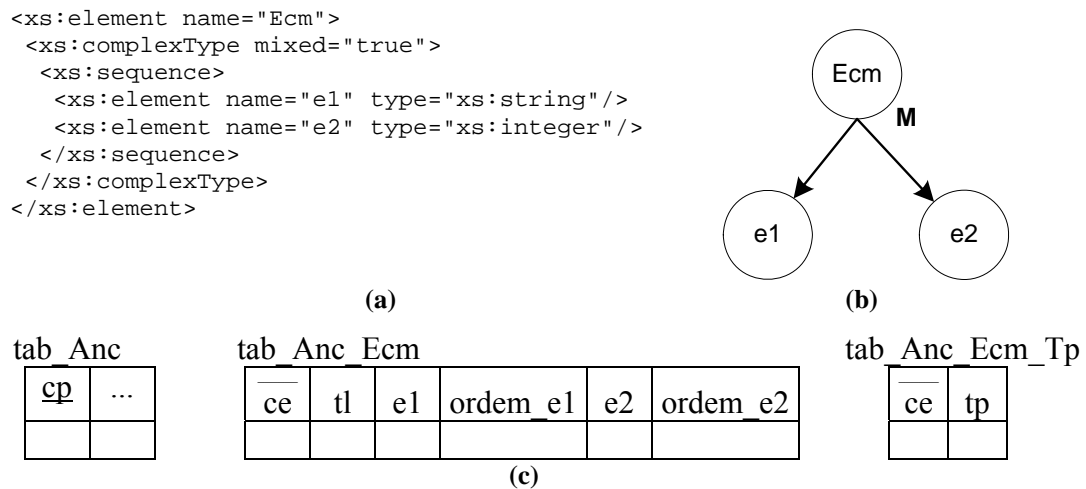 <xs:element name="Ecm">
<xs:complexType mixed="true">
<xs:sequence>
<xs:element name="e1" type="xs:string"/>
<xs:element name="e2" type="xs:integer"/>
</xs:sequence>
</xs:complexType>
</xs:element>
(a)
Ecm
M
e1 e2
(b)
tab_Anc
cp ...
tab_Anc_Ecm
ce tl e1 ordem_e1 e2 ordem_e2
tab_Anc_Ecm_Tp
ce tp
(c)